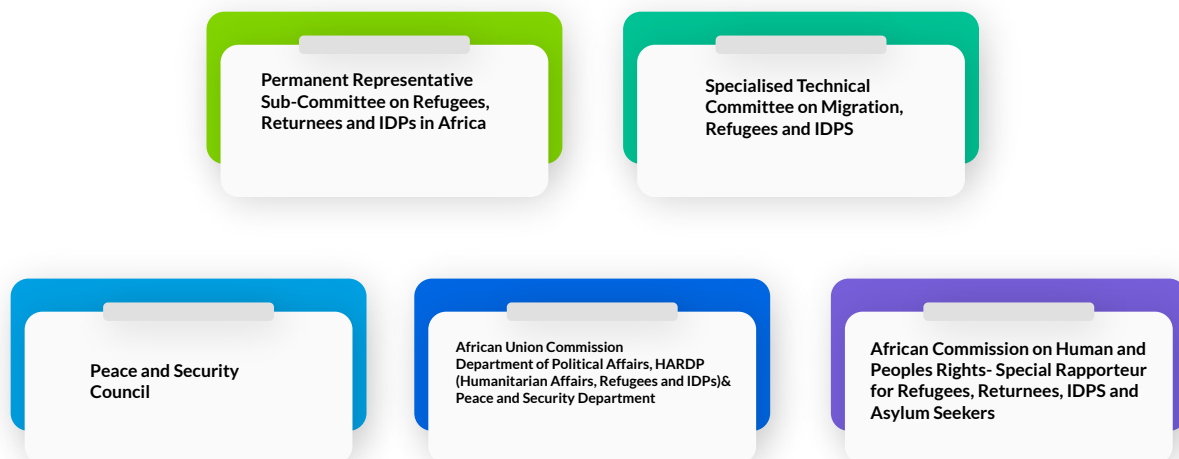 Permanent Representative
Sub-Committee on Refugees,
Returnees and IDPs in Africa
Specialised Technical
Committee on Migration,
Refugees and IDPS
Peace and Security
Council
African Union Commission
Department of Political Affairs, HARDP
(Humanitarian Affairs, Refugees and IDPs)&
Peace and Security Department
African Commission on Human and
Peoples Rights- Special Rapporteur
for Refugees, Returnees, IDPS and
Asylum Seekers